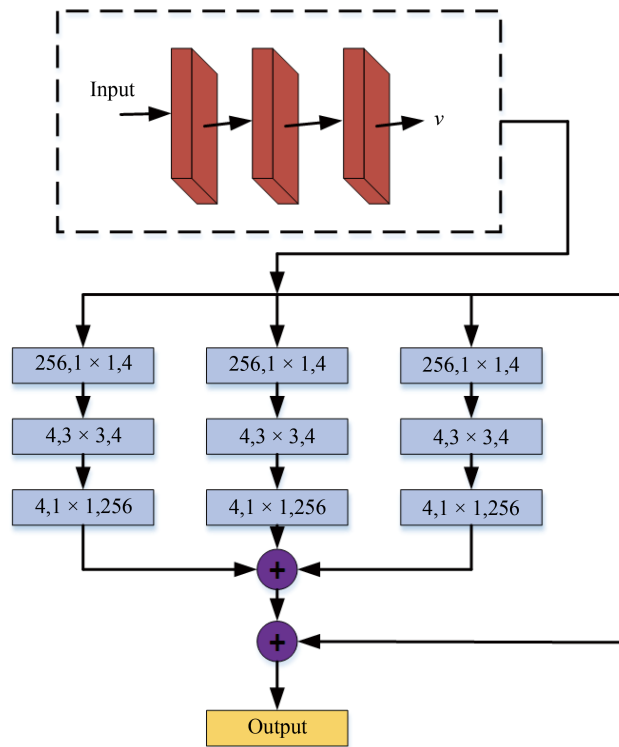 Input
v
256,1 × 1,4
256,1 × 1,4
256,1 × 1,4
4,3 × 3,4
4,3 × 3,4
4,3 × 3,4
4,1 × 1,256
4,1 × 1,256
4,1 × 1,256
+
+
Output